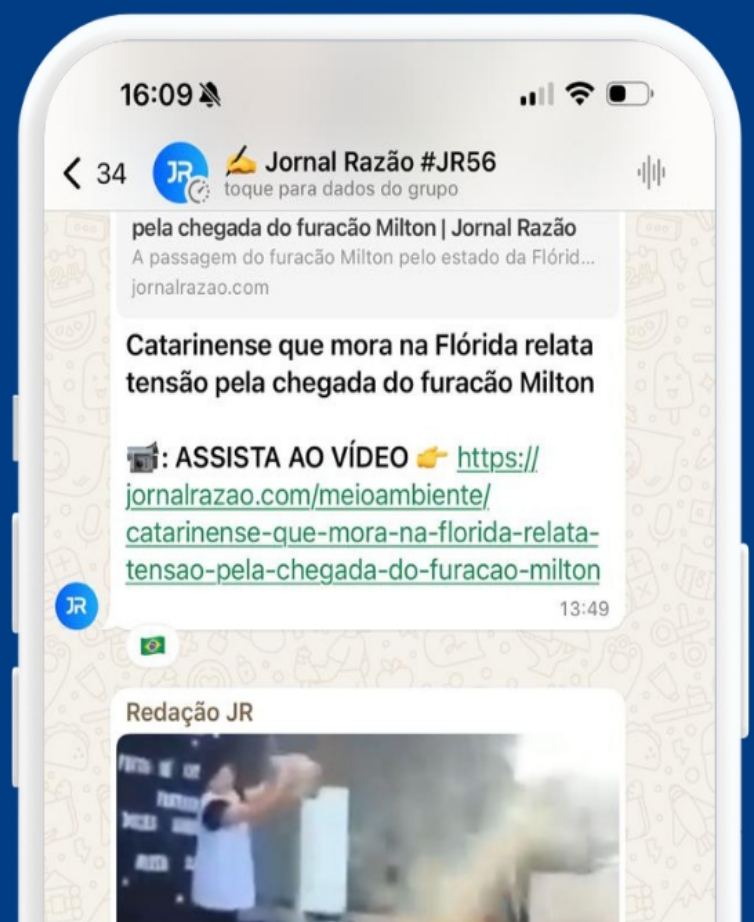 16:09
34
JR
✍️ Jornal Razão #JR56
toque para dados do grupo
pela chegada do furacão Milton | Jornal Razão
A passagem do furacão Milton pelo estado da Flórid...
jornalrazao.com
Catarinense que mora na Flórida relata
tensão pela chegada do furacão Milton
📹: ASSISTA AO VÍDEO 👉 https://
jornalrazao.com/meioambiente/
catarinense-que-mora-na-florida-relata-
tensao-pela-chegada-do-furacao-milton
13:49
JR
Redação JR